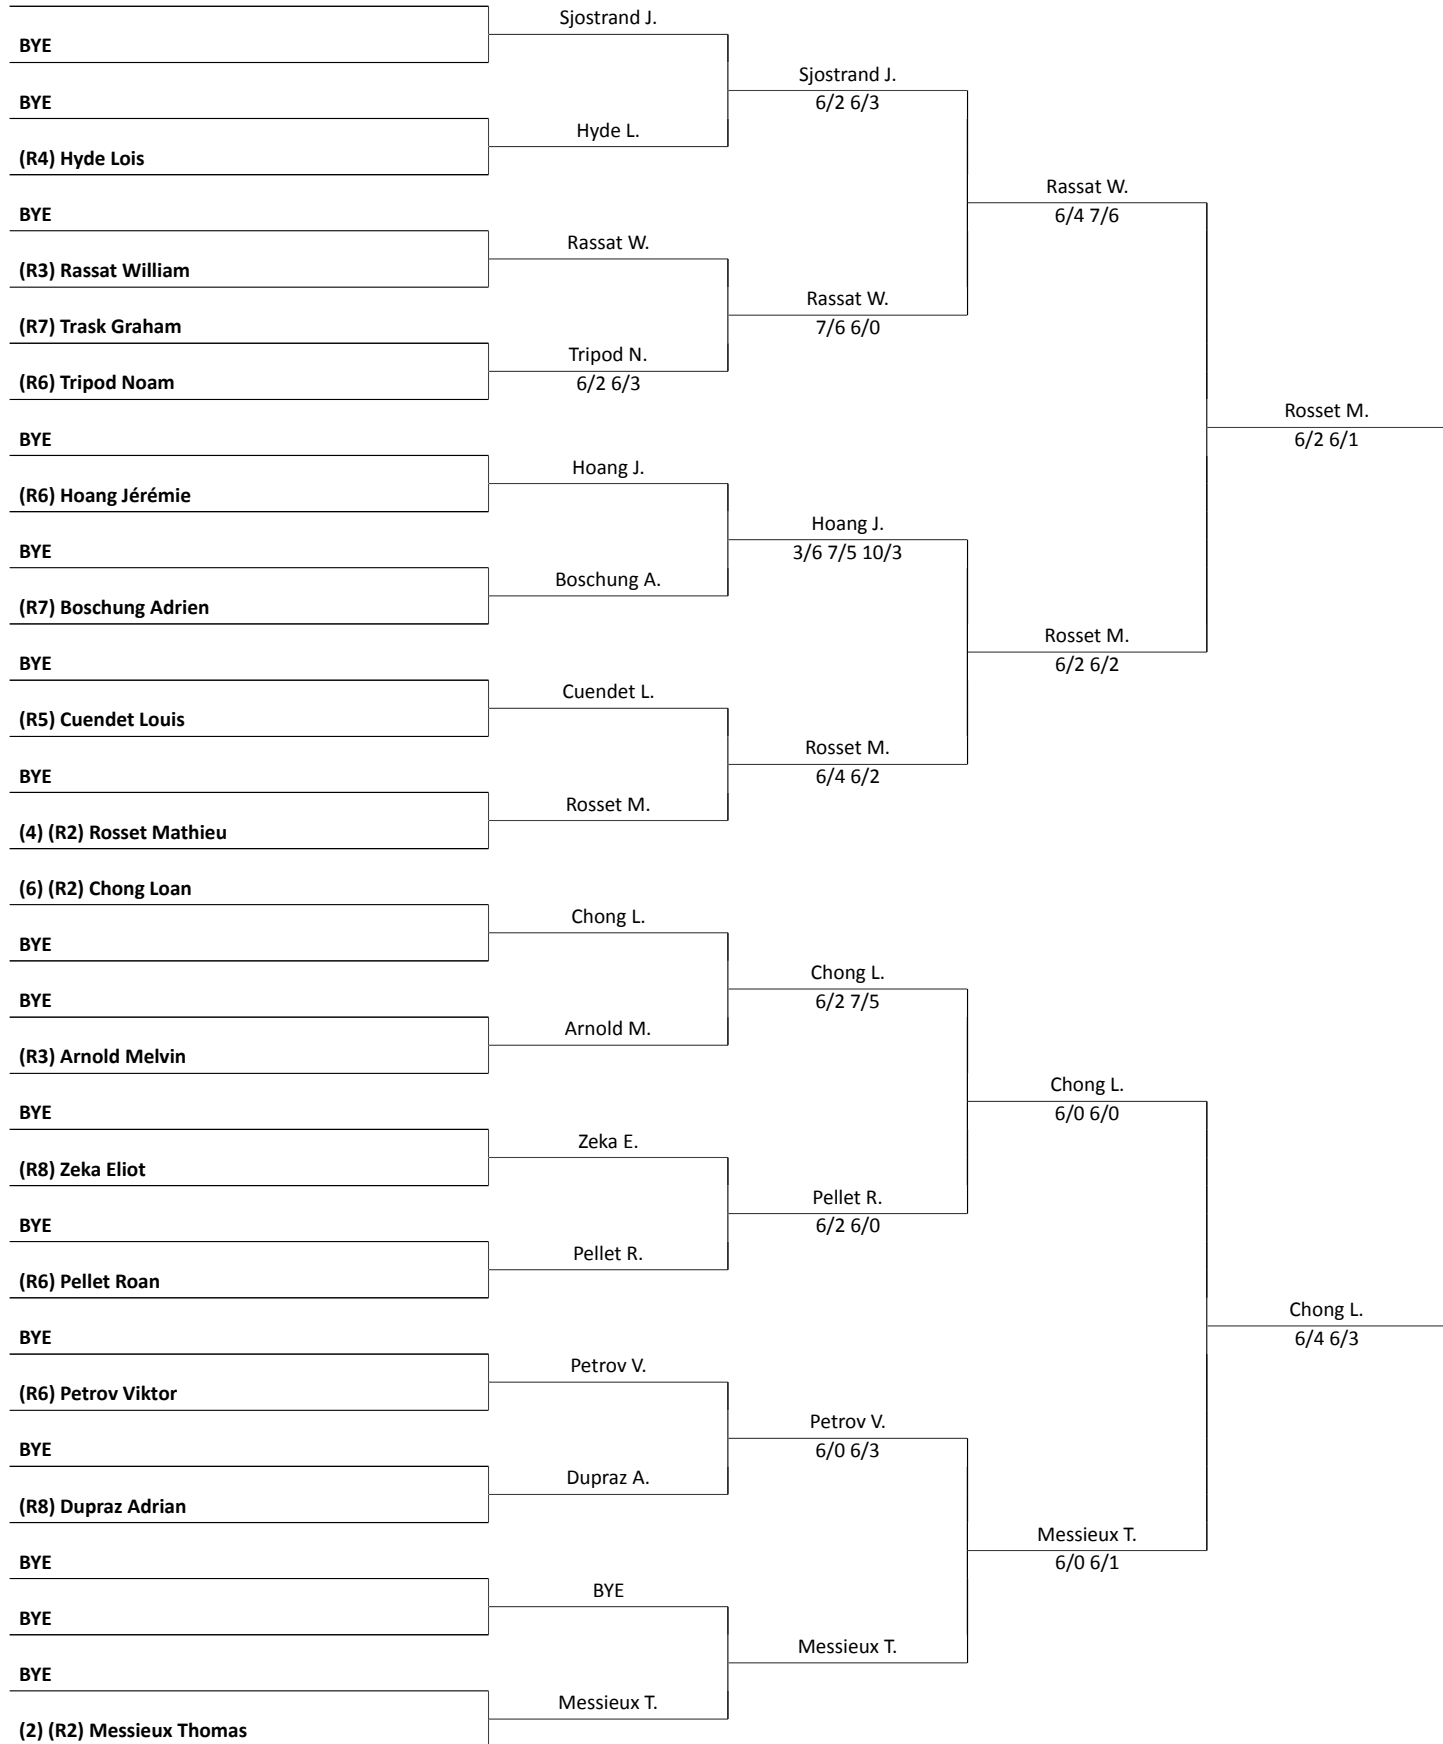 BYE
BYE
(R4) Hyde Lois
BYE
(R3) Rassat William
(R7) Trask Graham
(R6) Tripod Noam
BYE
(R6) Hoang Jérémie
BYE
(R7) Boschung Adrien
BYE
(R5) Cuendet Louis
BYE
(4) (R2) Rosset Mathieu
(6) (R2) Chong Loan
BYE
BYE
(R3) Arnold Melvin
BYE
(R8) Zeka Eliot
BYE
(R6) Pellet Roan
BYE
(R6) Petrov Viktor
BYE
(R8) Dupraz Adrian
BYE
BYE
BYE
(2) (R2) Messieux Thomas
Sjostrand J.
Hyde L.
Rassat W.
Tripod N.
6/2 6/3
Hoang J.
Boschung A.
Cuendet L.
Rosset M.
Chong L.
Arnold M.
Zeka E.
Pellet R.
Petrov V.
Dupraz A.
BYE
Messieux T.
Sjostrand J.
6/2 6/3
Rassat W.
7/6 6/0
Hoang J.
3/6 7/5 10/3
Rosset M.
6/4 6/2
Chong L.
6/2 7/5
Pellet R.
6/2 6/0
Petrov V.
6/0 6/3
Messieux T.
Rassat W.
6/4 7/6
Rosset M.
6/2 6/2
Chong L.
6/0 6/0
Messieux T.
6/0 6/1
Rosset M.
6/2 6/1
Chong L.
6/4 6/3